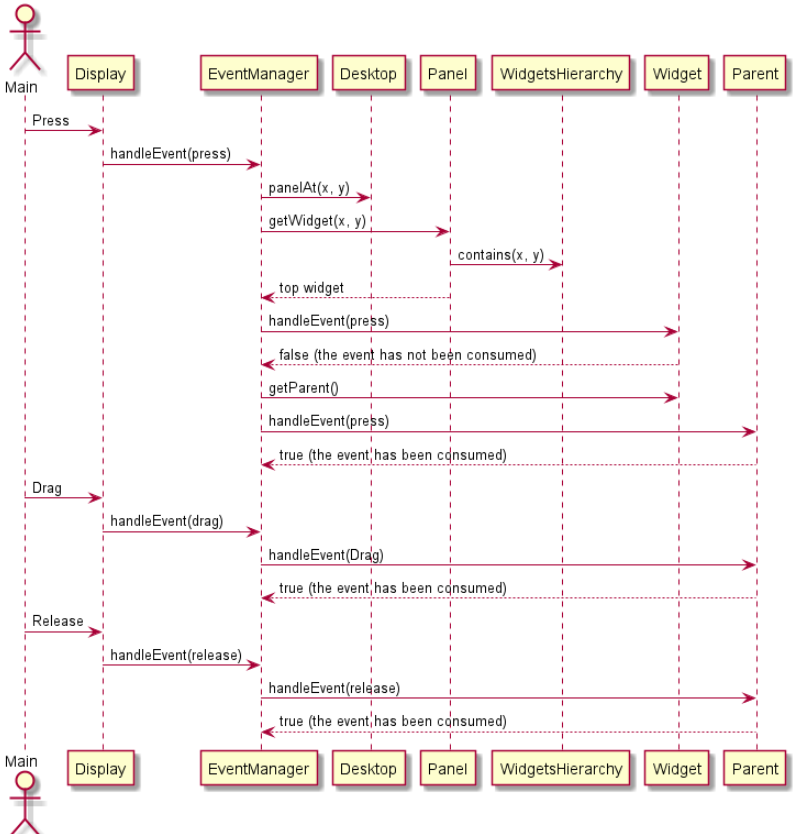 Main
Display
EventManager
Desktop
Panel
WidgetsHierarchy
Widget
Parent
Press
handleEvent(press)
panelAt(x, y)
getWidget(x, y)
contains(x, y)
top widget
handleEvent(press)
false (the event has not been consumed)
getParent()
handleEvent(press)
true (the event has been consumed)
Drag
handleEvent(drag)
handleEvent(Drag)
true (the event has been consumed)
Release
handleEvent(release)
handleEvent(release)
true (the event has been consumed)
Main
Display
EventManager
Desktop
Panel
WidgetsHierarchy
Widget
Parent